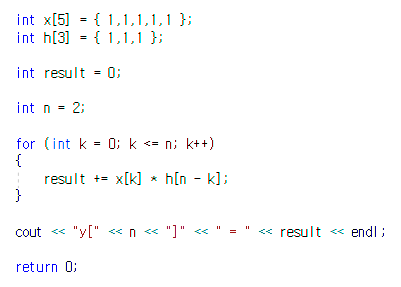 int x[5] = { 1,1,1,1,1 };
int h[3] = { 1,1,1 };
int result = 0;
int n = 2;
for (int k = 0; k <= n; k++)
{
result += x[k] * h[n - k];
}
cout << "y[" << n << "]" << " = " << result << endl;
return 0;